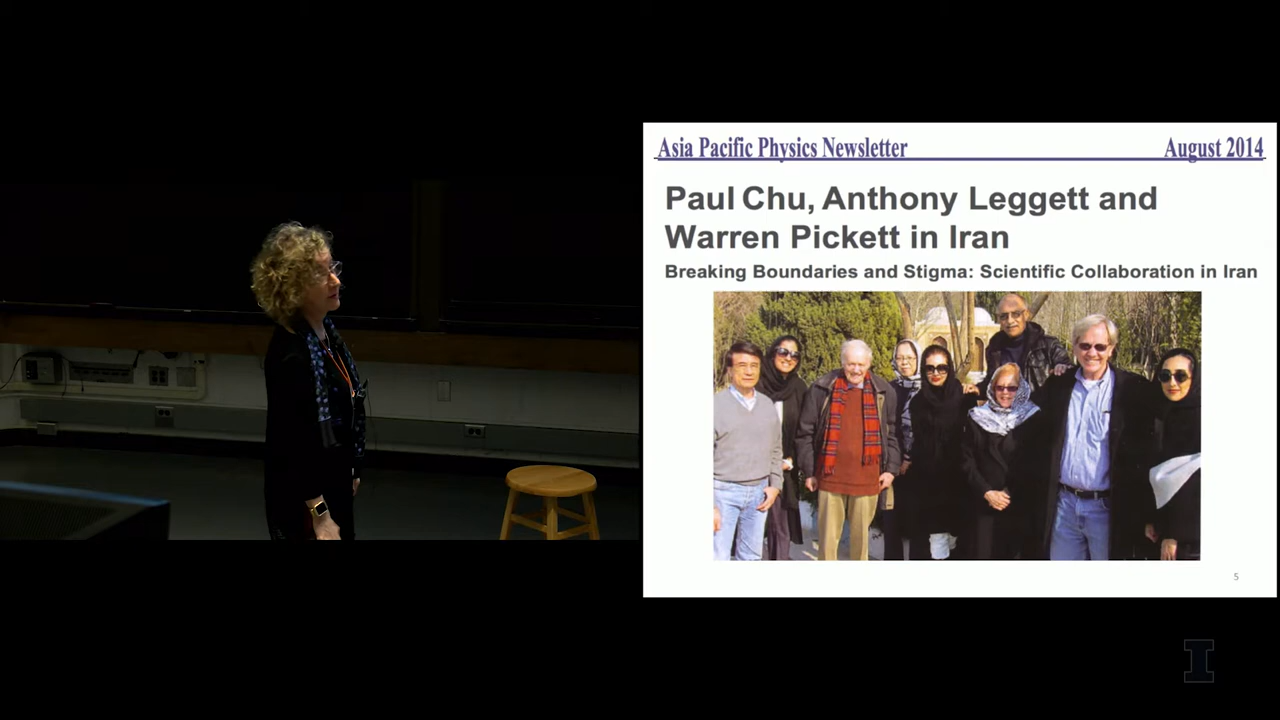 Asia Pacific Physics Newsletter August 2014
Paul Chu, Anthony Leggett and
Warren Pickett in Iran
Breaking Boundaries and Stigma: Scientific Collaboration in Iran
5
I